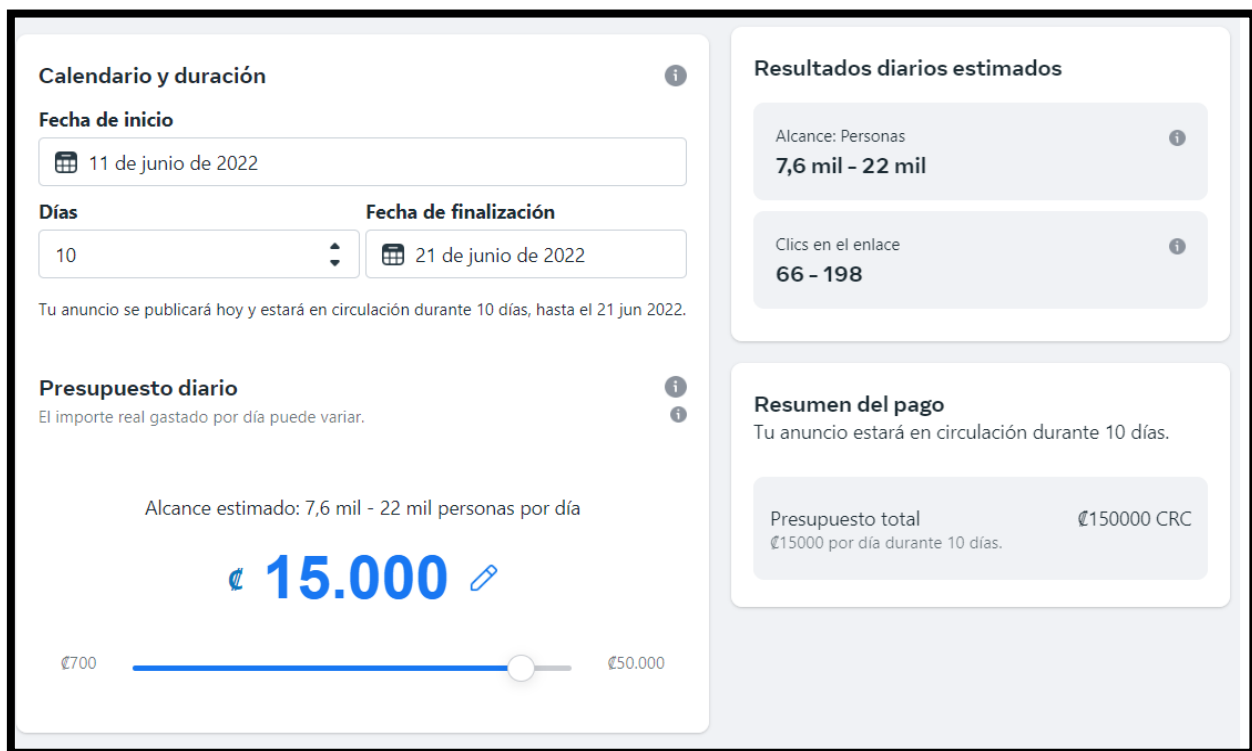 Calendario y duración
Fecha de inicio
11 de junio de 2022
Días
Fecha de finalización
10
21 de junio de 2022
Tu anuncio se publicará hoy y estará en circulación durante 10 días, hasta el 21 jun 2022.
Presupuesto diario
El importe real gastado por día puede variar.
Alcance estimado: 7,6 mil - 22 mil personas por día
₡ 15.000
₡700
₡50.000
Resultados diarios estimados
Alcance: Personas
7,6 mil - 22 mil
Clics en el enlace
66 - 198
Resumen del pago
Tu anuncio estará en circulación durante 10 días.
Presupuesto total
₡150000 CRC
₡15000 por día durante 10 días.